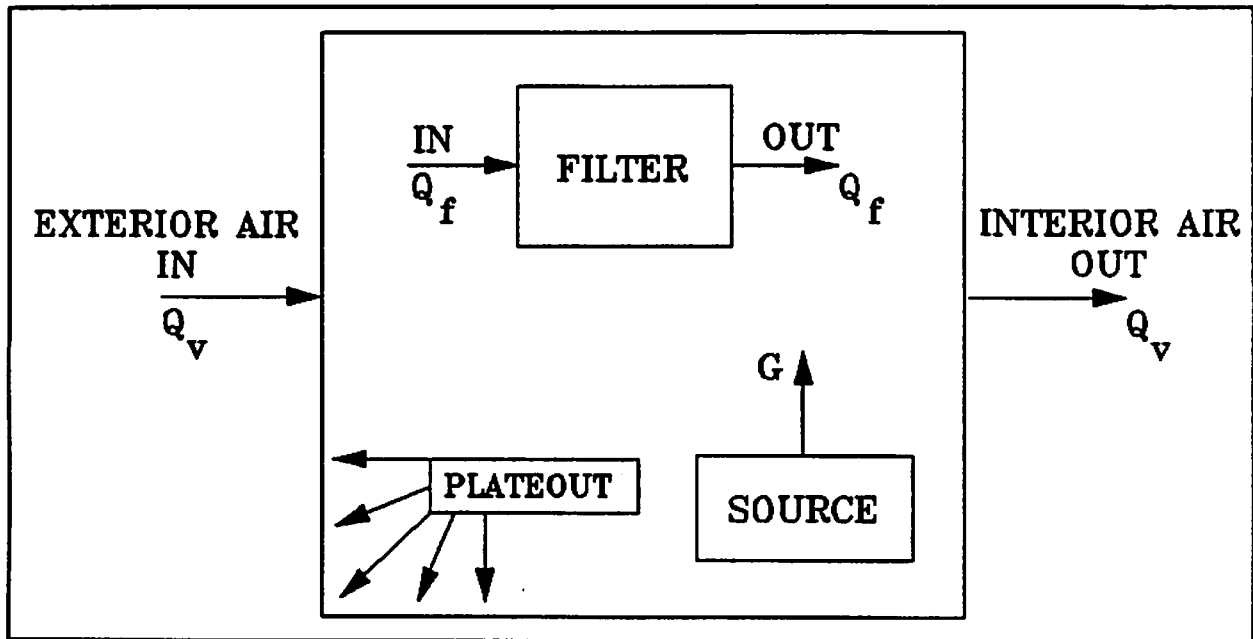 IN
Q_f
FILTER
OUT
Q_f
EXTERIOR AIR
IN
Q_v
INTERIOR AIR
OUT
Q_v
G
PLATEOUT
SOURCE